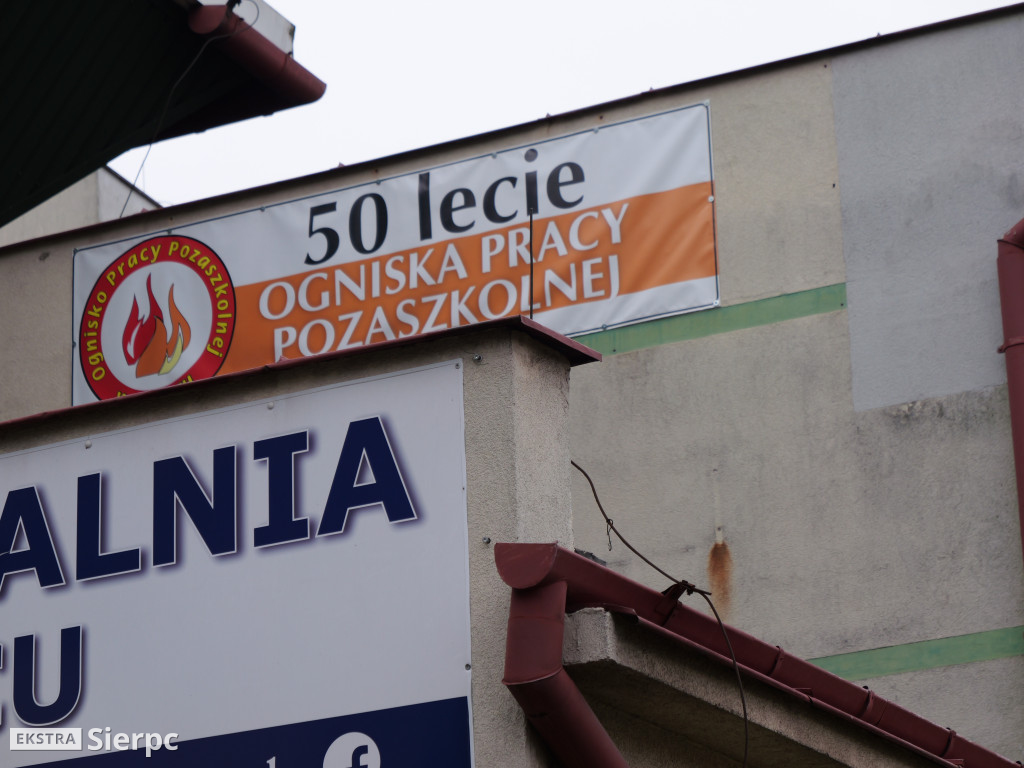 50 lecie
OGNISKA PRACY
POZASZKOLNEJ
Ognisko Pracy Pozaszkolnej
ALNIA
CU
EKSTRA Sierpc
f